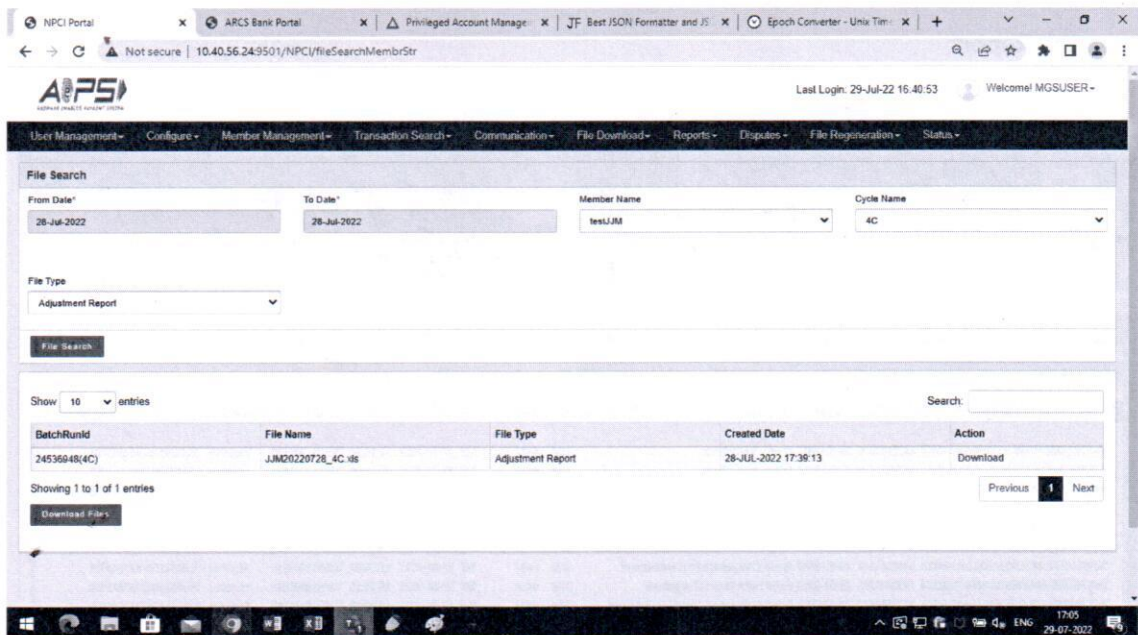 NPCI Portal
ARCS Bank Portal
Privileged Account Manage
JF Best JSON Formatter and JS
Epoch Converter - Unix Time
Not secure | 10.40.56.24:9501/NPCI/fileSearchMembrStr
AePS
Last Login: 29-Jul-22 16:40:53
Welcome! MGSUSER
User Management Configure Member Management Transaction Search Communication File Download Reports Disputes File Regeneration Status
File Search
From Date* To Date* Member Name Cycle Name
28-Jul-2022 28-Jul-2022 testJJM 4C
File Type
Adjustment Report
File Search
Show 10 entries Search:
BatchRunId File Name File Type Created Date Action
24536948(4C) JJM20220728_4C.xls Adjustment Report 28-JUL-2022 17:39:13 Download
Showing 1 to 1 of 1 entries Previous 1 Next
Download Files
ENG 17:05
29-07-2022